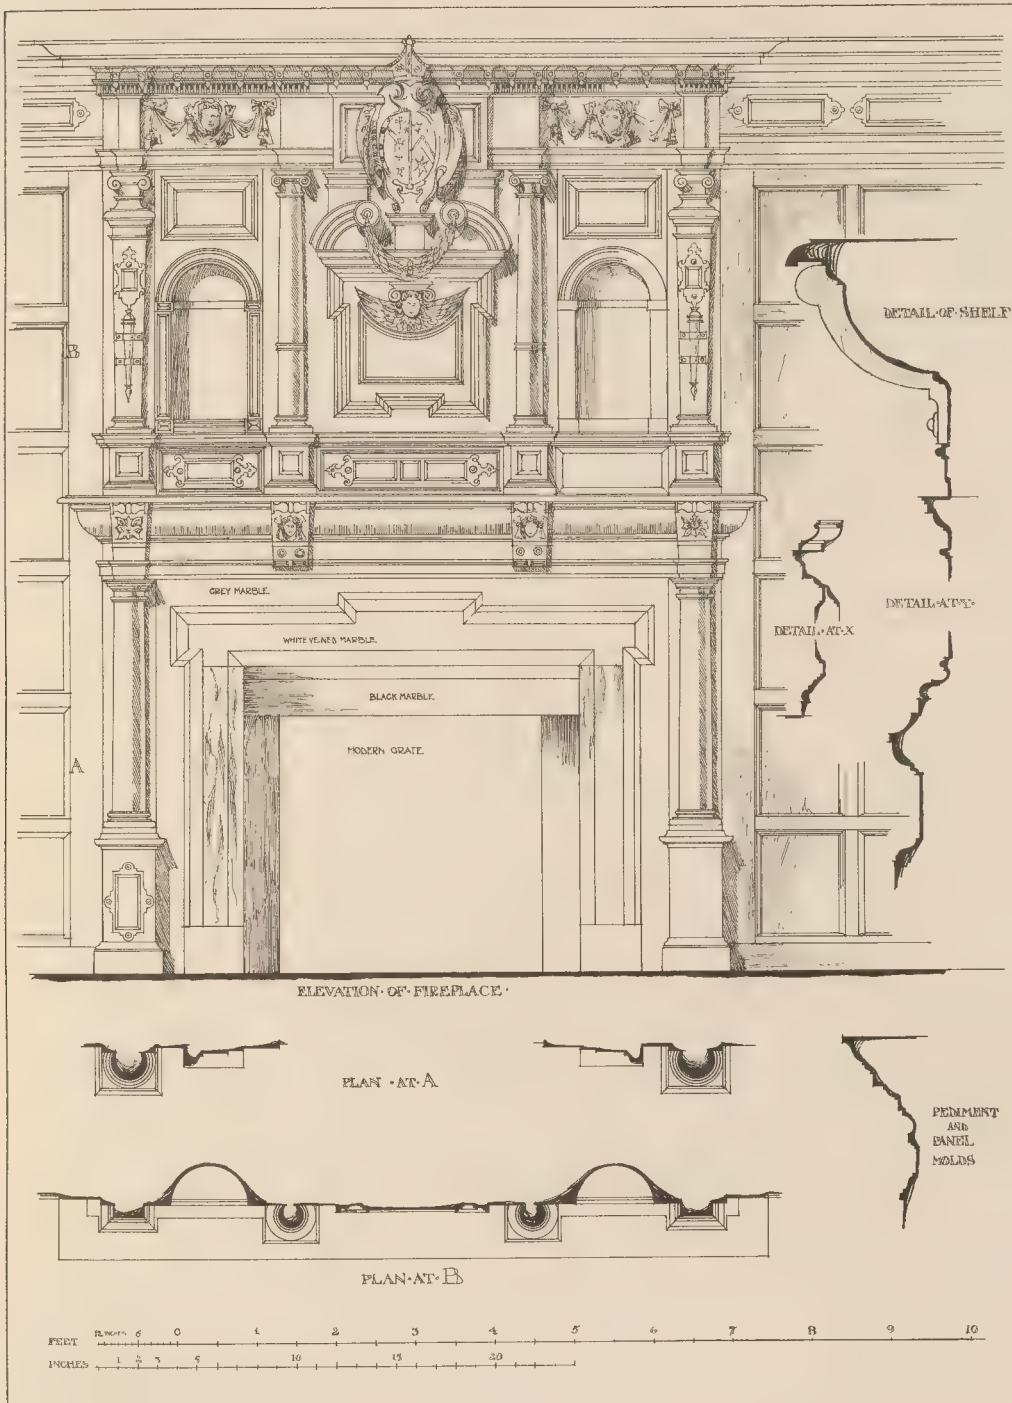 DETAIL·OF·SHELF
DETAIL·AT·Y·
DETAIL·AT·X
GREY MARBLE.
WHITE VEINED MARBLE.
BLACK MARBLE.
MODERN GRATE.
A
ELEVATION·OF·FIREPLACE·
PLAN·AT·A
PEDIMENT
AND
PANEL
MOLDS
PLAN·AT·B
FEET 12 INCHES 6 0 1 2 3 4 5 6 7 8 9 10
INCHES 1 2 3 5 10 15 20